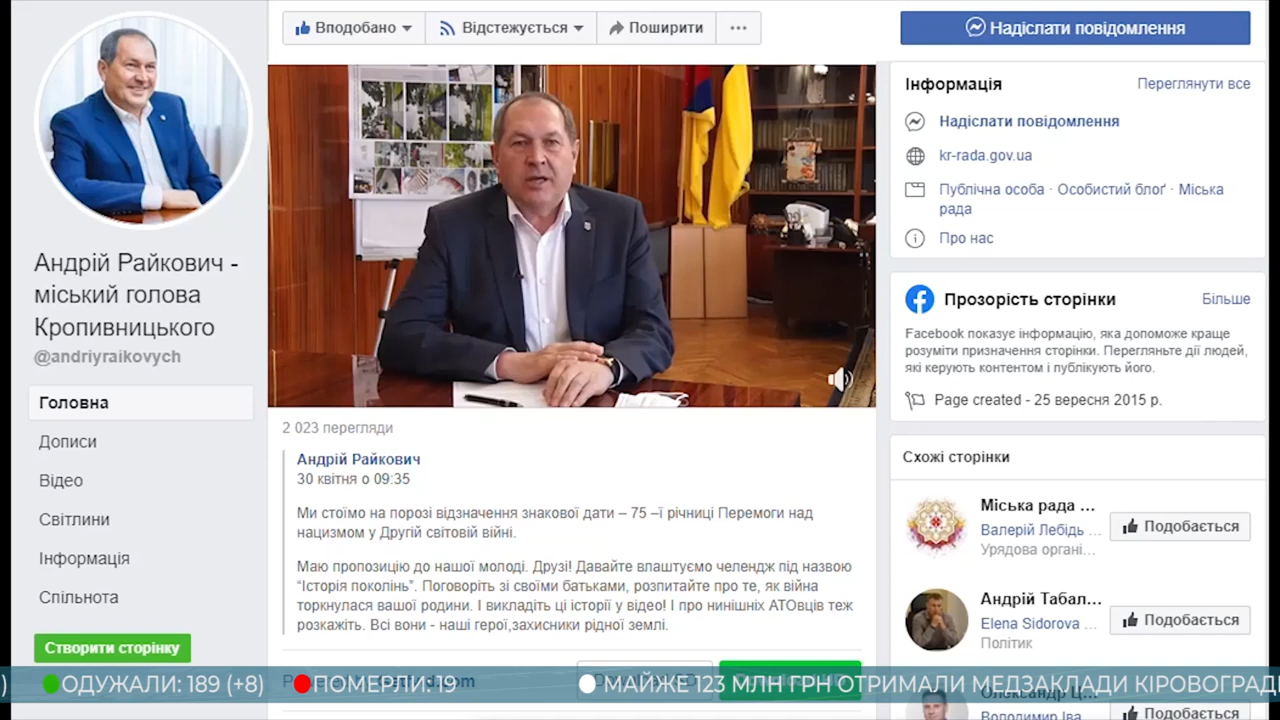 Андрій Райкович -
міський голова
Кропивницького
@andriyraikovych
Головна
Дописи
Відео
Світлини
Інформація
Спільнота
Створити сторінку
Вподобано
Відстежується
Поширити
2 023 перегляди
Андрій Райкович
30 квітня о 09:35
Ми стоїмо на порозі відзначення знакової дати – 75 –ї річниці Перемоги над
нацизмом у Другій світовій війні.
Маю пропозицію до нашої молоді. Друзі! Давайте влаштуємо челендж під назвою
“Історія поколінь”. Поговоріть зі своїми батьками, розпитайте про те, як війна
торкнулася вашої родини. І викладіть ці історії у відео! І про нинішніх АТОвців теж
розкажіть. Всі вони - наші герої,захисники рідної землі.
Надіслати повідомлення
Інформація
Переглянути все
Надіслати повідомлення
kr-rada.gov.ua
Публічна особа · Особистий блоґ · Міська
рада
Про нас
Прозорість сторінки
Більше
Facebook показує інформацію, яка допоможе краще
розуміти призначення сторінки. Перегляньте дії людей,
які керують контентом і публікують його.
Page created - 25 вересня 2015 р.
Схожі сторінки
Міська рада ...
Валерій Лебідь ...
Урядова органі...
Подобається
Андрій Табал...
Elena Sidorova ...
Політик
Подобається
Олександр Ц...
Володимир Іва
Подобається
) ОДУЖАЛИ: 189 (+8) ПОМЕРЛИ: 19 МАЙЖЕ 123 МЛН ГРН ОТРИМАЛИ МЕДЗАКЛАДИ КІРОВОГРАД